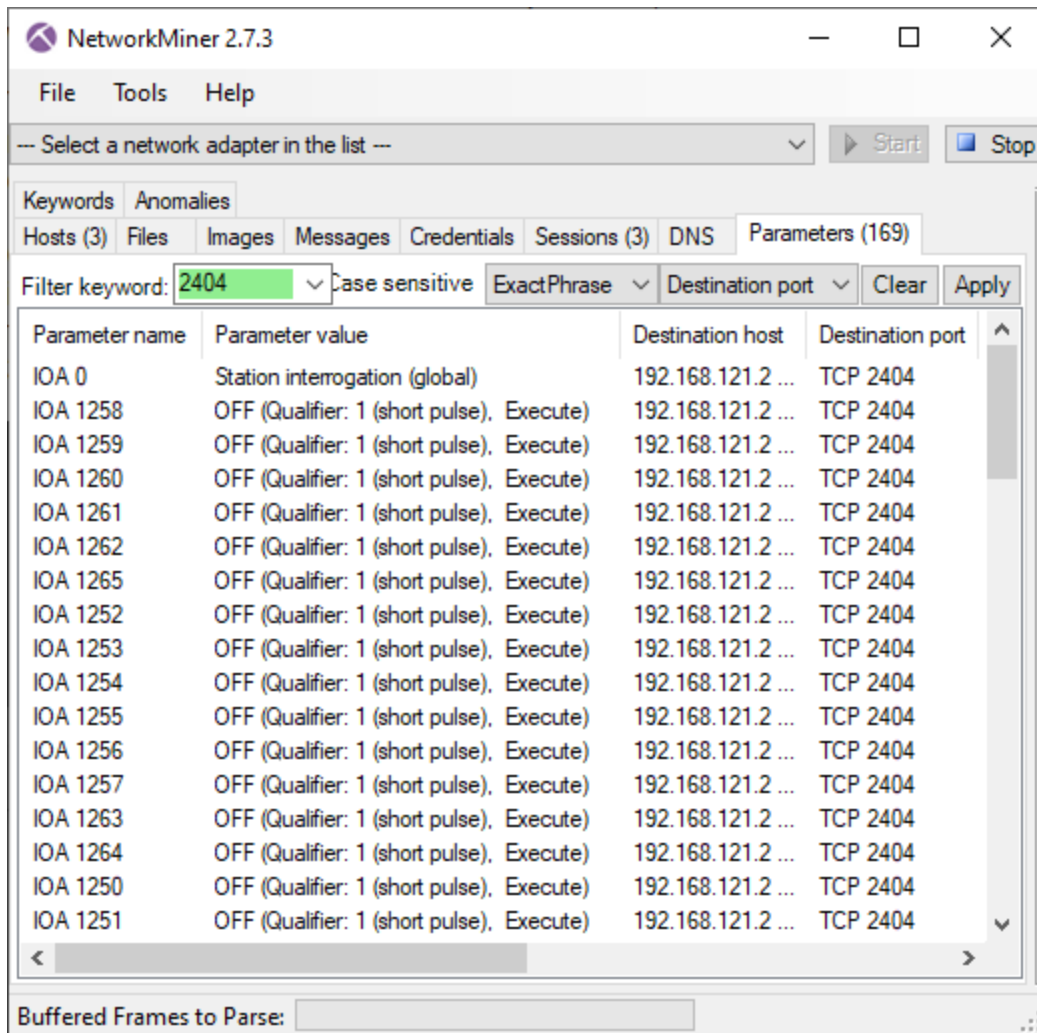 NetworkMiner 2.7.3
File Tools Help
--- Select a network adapter in the list --- Start Stop
Keywords Anomalies
Hosts (3) Files Images Messages Credentials Sessions (3) DNS Parameters (169)
Filter keyword: 2404 Case sensitive ExactPhrase Destination port Clear Apply
Parameter name Parameter value Destination host Destination port
IOA 0 Station interrogation (global) 192.168.121.2 ... TCP 2404
IOA 1258 OFF (Qualifier: 1 (short pulse), Execute) 192.168.121.2 ... TCP 2404
IOA 1259 OFF (Qualifier: 1 (short pulse), Execute) 192.168.121.2 ... TCP 2404
IOA 1260 OFF (Qualifier: 1 (short pulse), Execute) 192.168.121.2 ... TCP 2404
IOA 1261 OFF (Qualifier: 1 (short pulse), Execute) 192.168.121.2 ... TCP 2404
IOA 1262 OFF (Qualifier: 1 (short pulse), Execute) 192.168.121.2 ... TCP 2404
IOA 1265 OFF (Qualifier: 1 (short pulse), Execute) 192.168.121.2 ... TCP 2404
IOA 1252 OFF (Qualifier: 1 (short pulse), Execute) 192.168.121.2 ... TCP 2404
IOA 1253 OFF (Qualifier: 1 (short pulse), Execute) 192.168.121.2 ... TCP 2404
IOA 1254 OFF (Qualifier: 1 (short pulse), Execute) 192.168.121.2 ... TCP 2404
IOA 1255 OFF (Qualifier: 1 (short pulse), Execute) 192.168.121.2 ... TCP 2404
IOA 1256 OFF (Qualifier: 1 (short pulse), Execute) 192.168.121.2 ... TCP 2404
IOA 1257 OFF (Qualifier: 1 (short pulse), Execute) 192.168.121.2 ... TCP 2404
IOA 1263 OFF (Qualifier: 1 (short pulse), Execute) 192.168.121.2 ... TCP 2404
IOA 1264 OFF (Qualifier: 1 (short pulse), Execute) 192.168.121.2 ... TCP 2404
IOA 1250 OFF (Qualifier: 1 (short pulse), Execute) 192.168.121.2 ... TCP 2404
IOA 1251 OFF (Qualifier: 1 (short pulse), Execute) 192.168.121.2 ... TCP 2404
Buffered Frames to Parse: